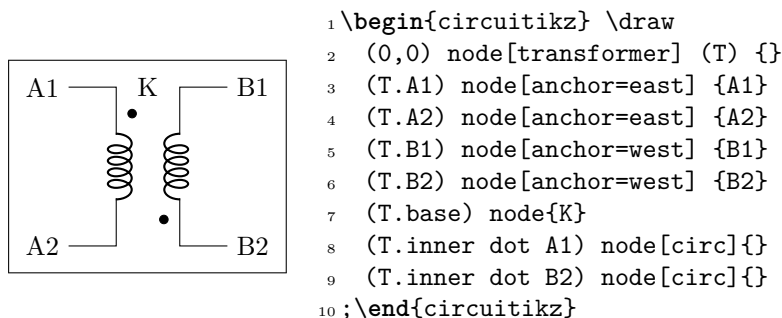 A1 K B1
A2 B2
1 \begin{circuitikz} \draw
2 (0,0) node[transformer] (T) {}
3 (T.A1) node[anchor=east] {A1}
4 (T.A2) node[anchor=east] {A2}
5 (T.B1) node[anchor=west] {B1}
6 (T.B2) node[anchor=west] {B2}
7 (T.base) node{K}
8 (T.inner dot A1) node[circ]{}
9 (T.inner dot B2) node[circ]{}
10 ;\end{circuitikz}